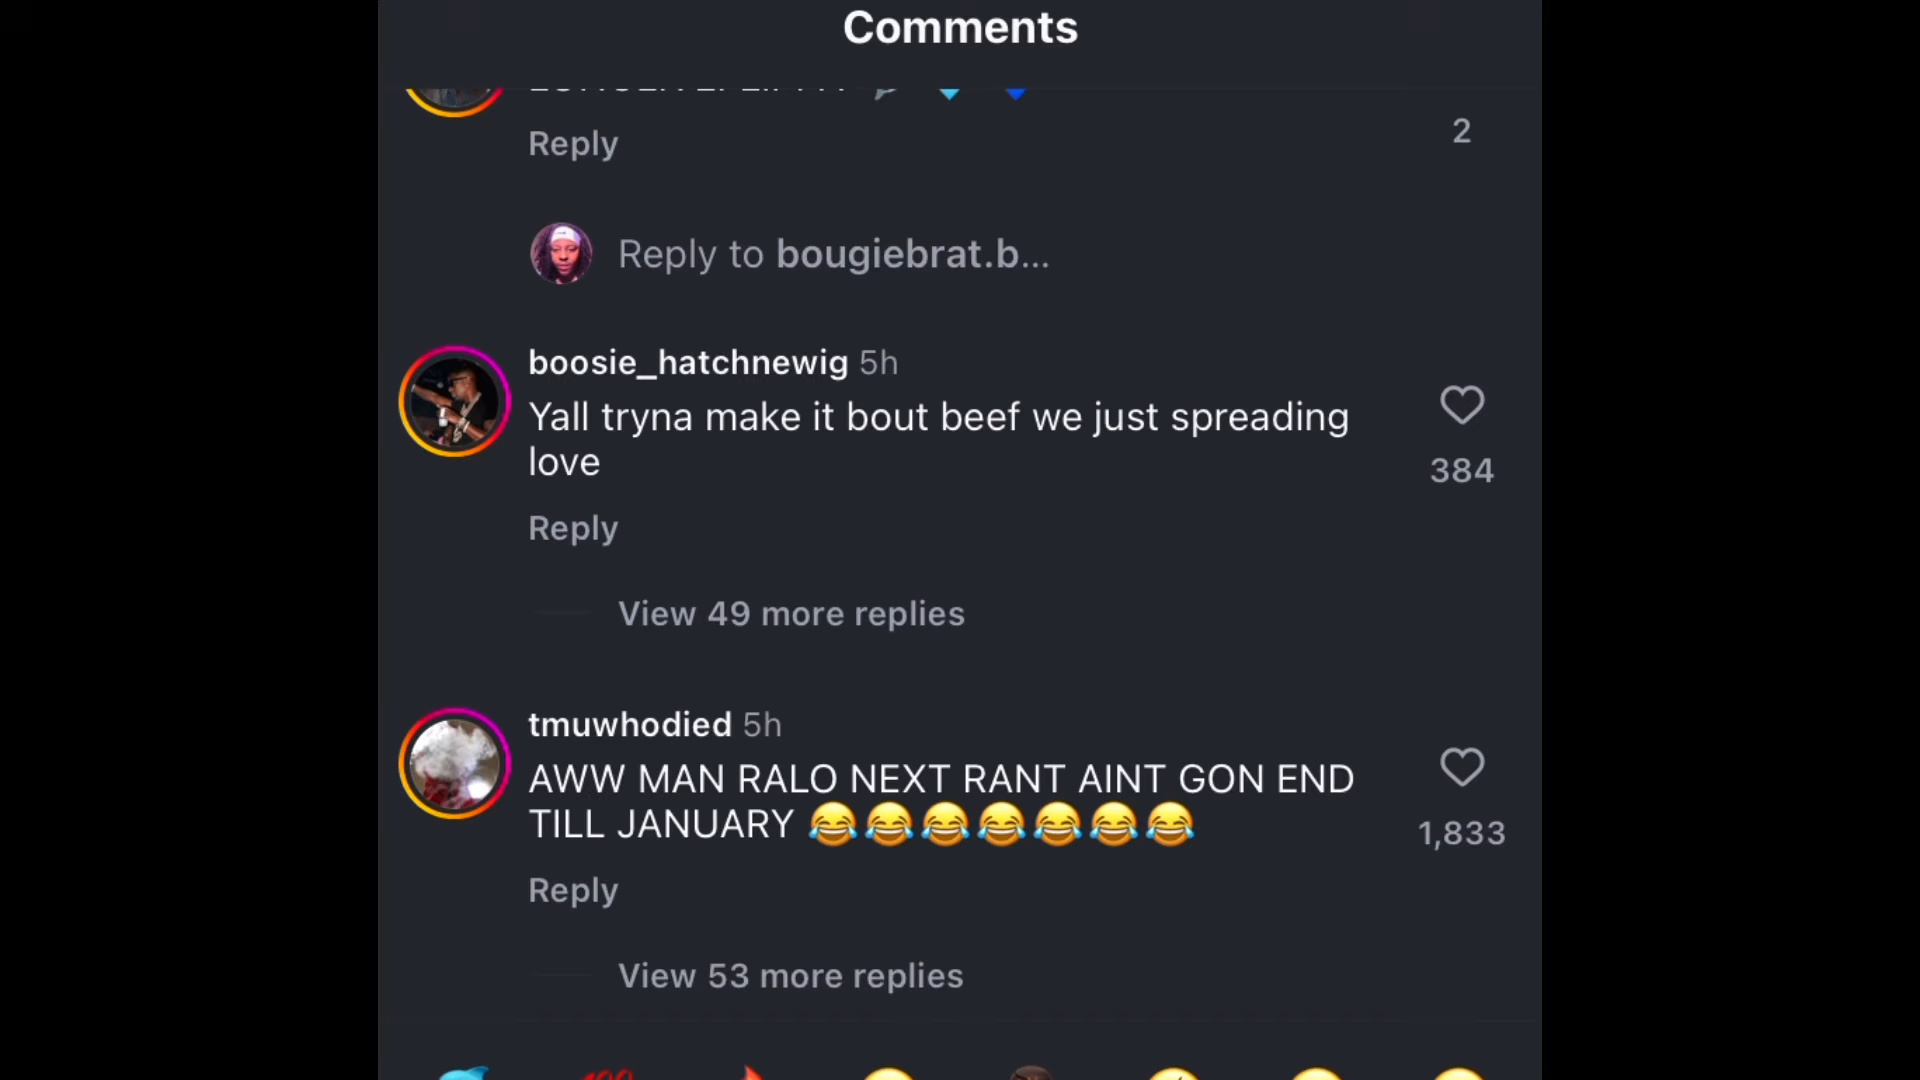 Comments
Reply
2
Reply to bougiebrat.b...
boosie_hatchnewig 5h
Yall tryna make it bout beef we just spreading
love
384
Reply
View 49 more replies
tmuwhodied 5h
AWW MAN RALO NEXT RANT AINT GON END
TILL JANUARY 😂😂😂😂😂😂😂
1,833
Reply
View 53 more replies